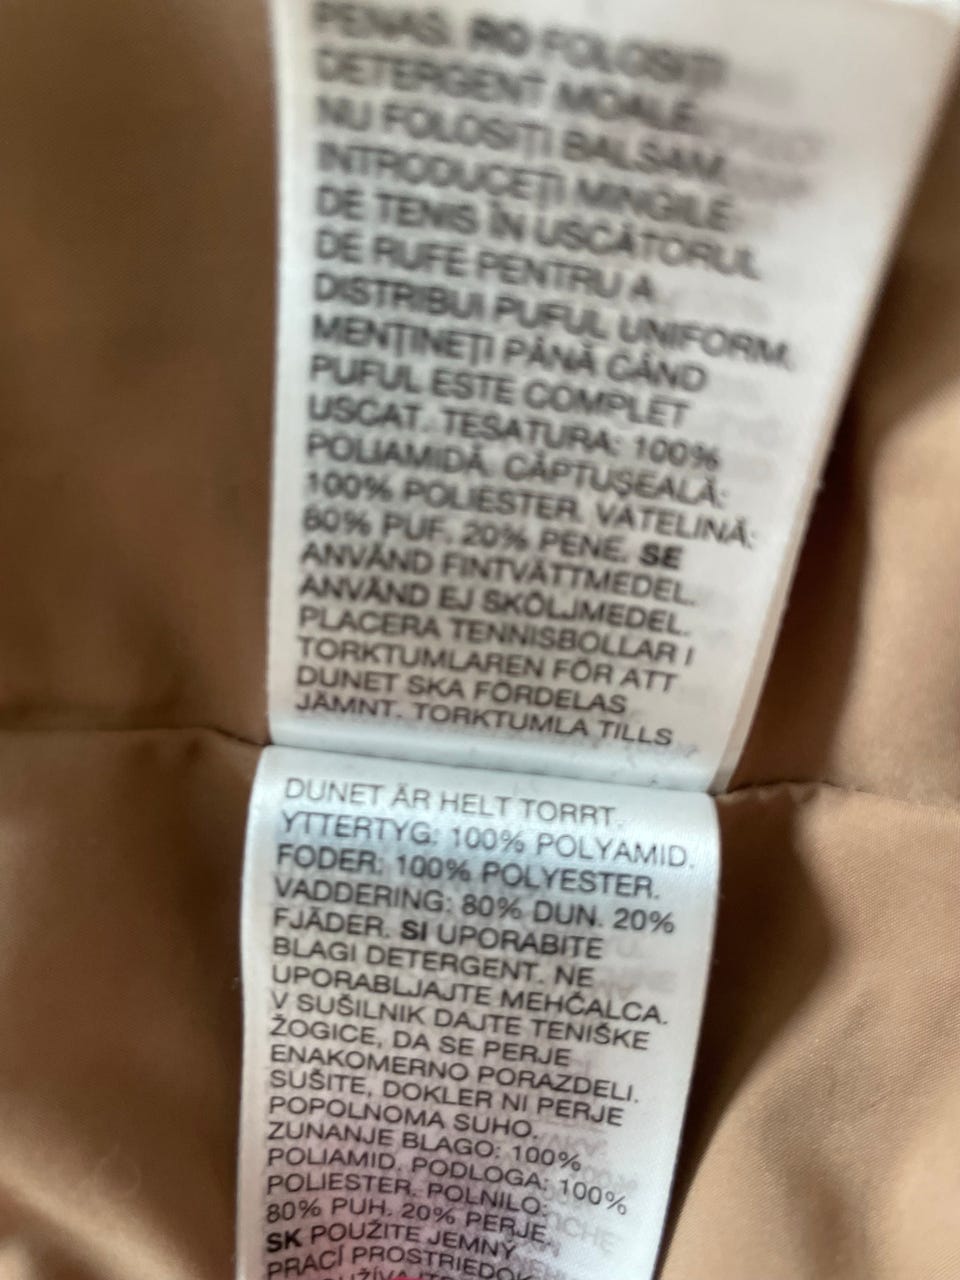 PENAS. RO FOLOSIȚI
DETERGENT MOALE.
NU FOLOSIȚI BALSAM.
INTRODUCEȚI MINGILE
DE TENIS ÎN USCĂTORUL
DE RUFE PENTRU A
DISTRIBUI PUFUL UNIFORM.
MENȚINEȚI PÂNĂ CÂND
PUFUL ESTE COMPLET
USCAT. ȚESATURA: 100%
POLIAMIDĂ. CĂPTUȘEALĂ:
100% POLIESTER. VATELINĂ:
80% PUF. 20% PENE. SE
ANVÄND FINTVÄTTMEDEL.
ANVÄND EJ SKÖLJMEDEL.
PLACERA TENNISBOLLAR I
TORKTUMLAREN FÖR ATT
DUNET SKA FÖRDELAS
JÄMNT. TORKTUMLA TILLS
DUNET ÄR HELT TORRT.
YTTERTYG: 100% POLYAMID.
FODER: 100% POLYESTER.
VADDERING: 80% DUN. 20%
FJÄDER. SI UPORABITE
BLAGI DETERGENT. NE
UPORABLJAJTE MEHČALCA.
V SUŠILNIK DAJTE TENIŠKE
ŽOGICE, DA SE PERJE
ENAKOMERNO PORAZDELI.
SUŠITE, DOKLER NI PERJE
POPOLNOMA SUHO.
ZUNANJE BLAGO: 100%
POLIAMID. PODLOGA: 100%
POLIESTER. POLNILO:
80% PUH. 20% PERJE.
SK POUŽITE JEMNÝ
PRACÍ PROSTRIEDOK